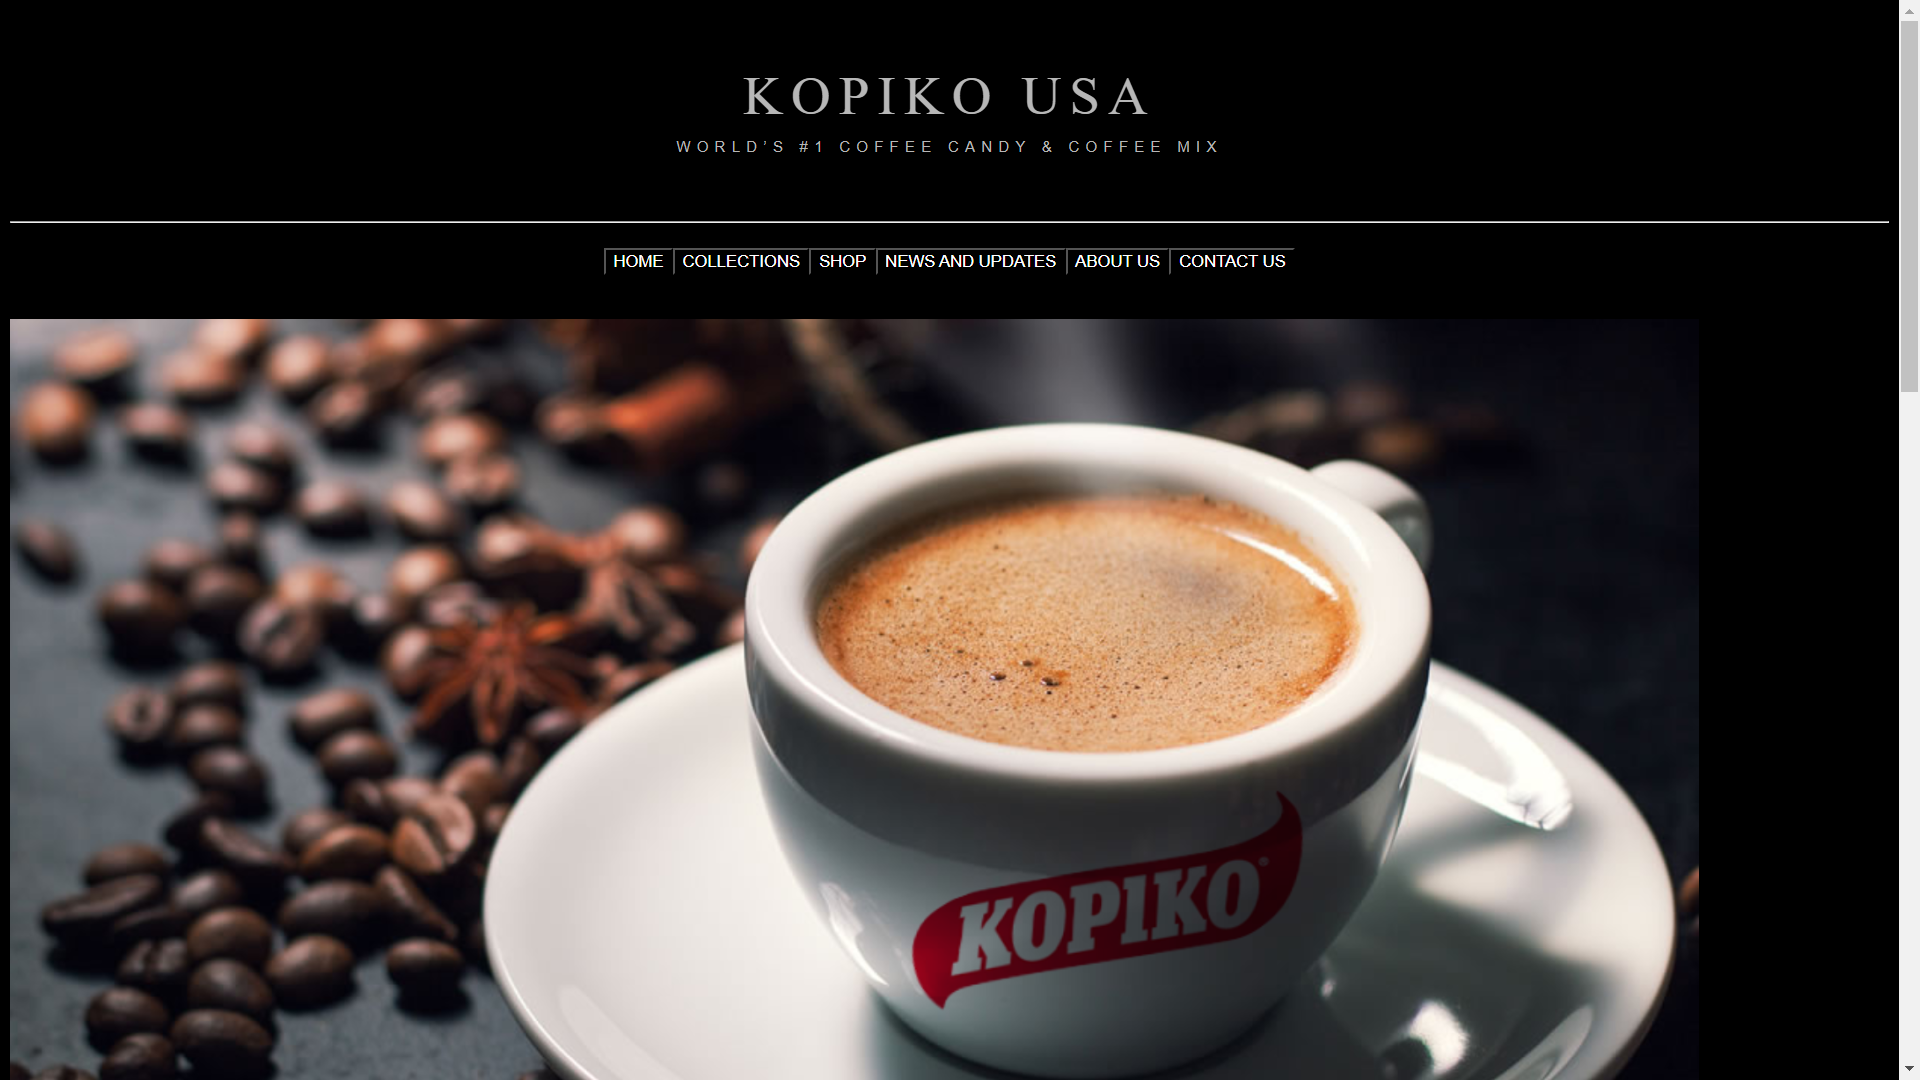 KOPIKO USA
WORLD’S #1 COFFEE CANDY & COFFEE MIX
HOME COLLECTIONS SHOP NEWS AND UPDATES ABOUT US CONTACT US
KOPIKO®